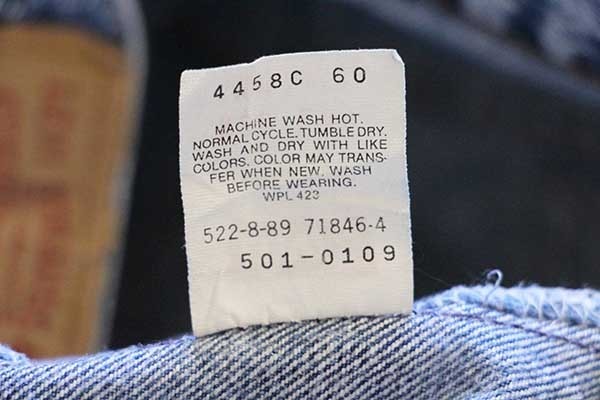 4458C 60
MACHINE WASH HOT.
NORMAL CYCLE. TUMBLE DRY.
WASH AND DRY WITH LIKE
COLORS. COLOR MAY TRANS-
FER WHEN NEW. WASH
BEFORE WEARING.
WPL 423
522-8-89 71846-4
501-0109